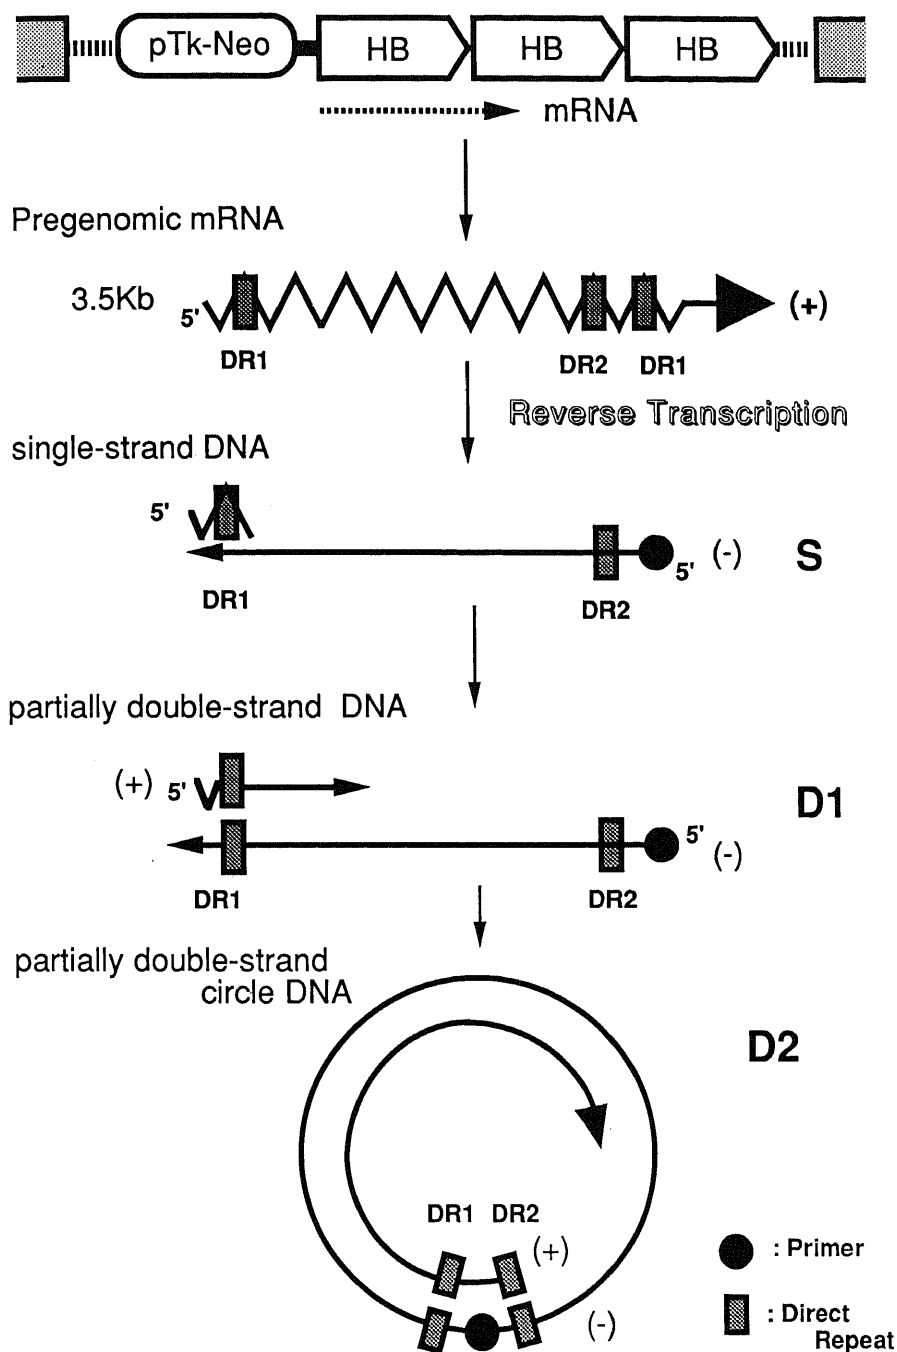 pTk-Neo HB HB HB
mRNA
Pregenomic mRNA
3.5Kb 5' (+)
DR1 DR2 DR1
Reverse Transcription
single-strand DNA
5'
(-) S
5'
DR1 DR2
partially double-strand DNA
(+) 5' D1
5'
(-)
DR1 DR2
partially double-strand
circle DNA
D2
DR1 DR2
(+)
: Primer
(-)
: Direct
Repeat